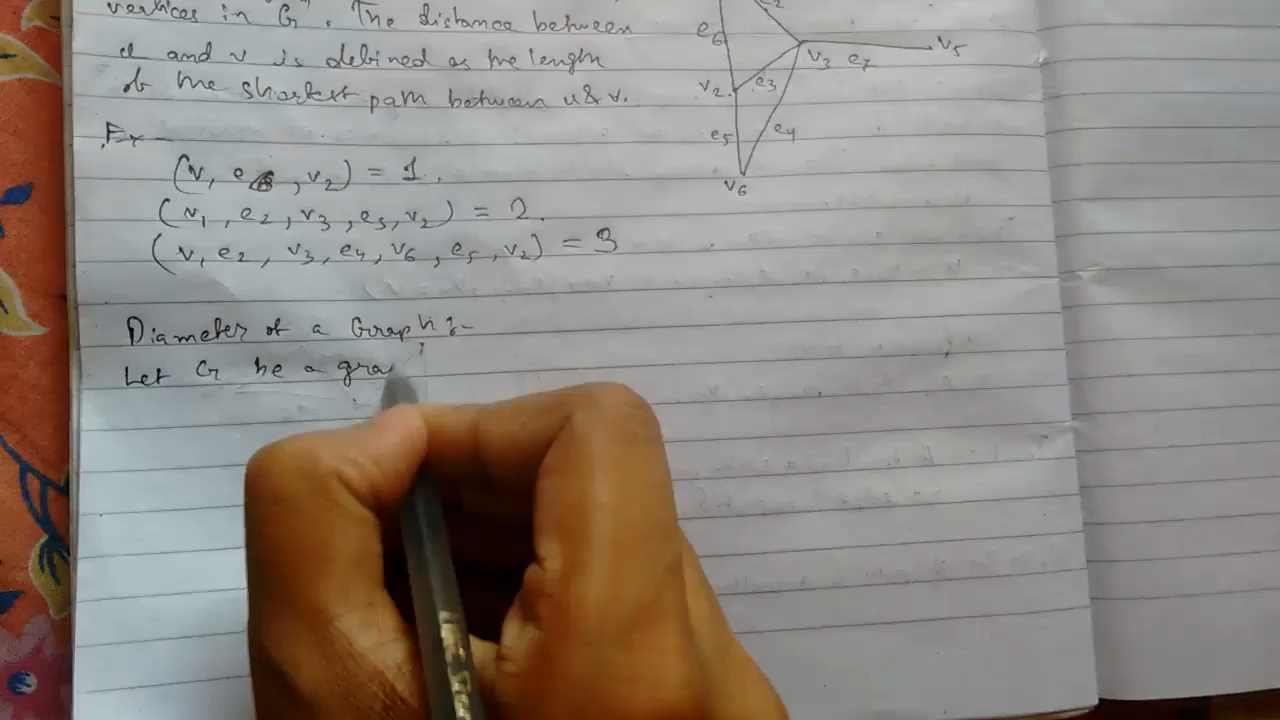 vertices in G". The distance between
u and v is defined as the length
of the shortest path between u & v.
Ex
(v, e6, v2) = 1.
(v1, e2, v3, e3, v2) = 2.
(v, e2, v3, e4, v6, e5, v2) = 3
Diameter of a Graph :-
Let G be a gra
e2
e6
v3 e7 v5
v2 e3
e5 e4
v6